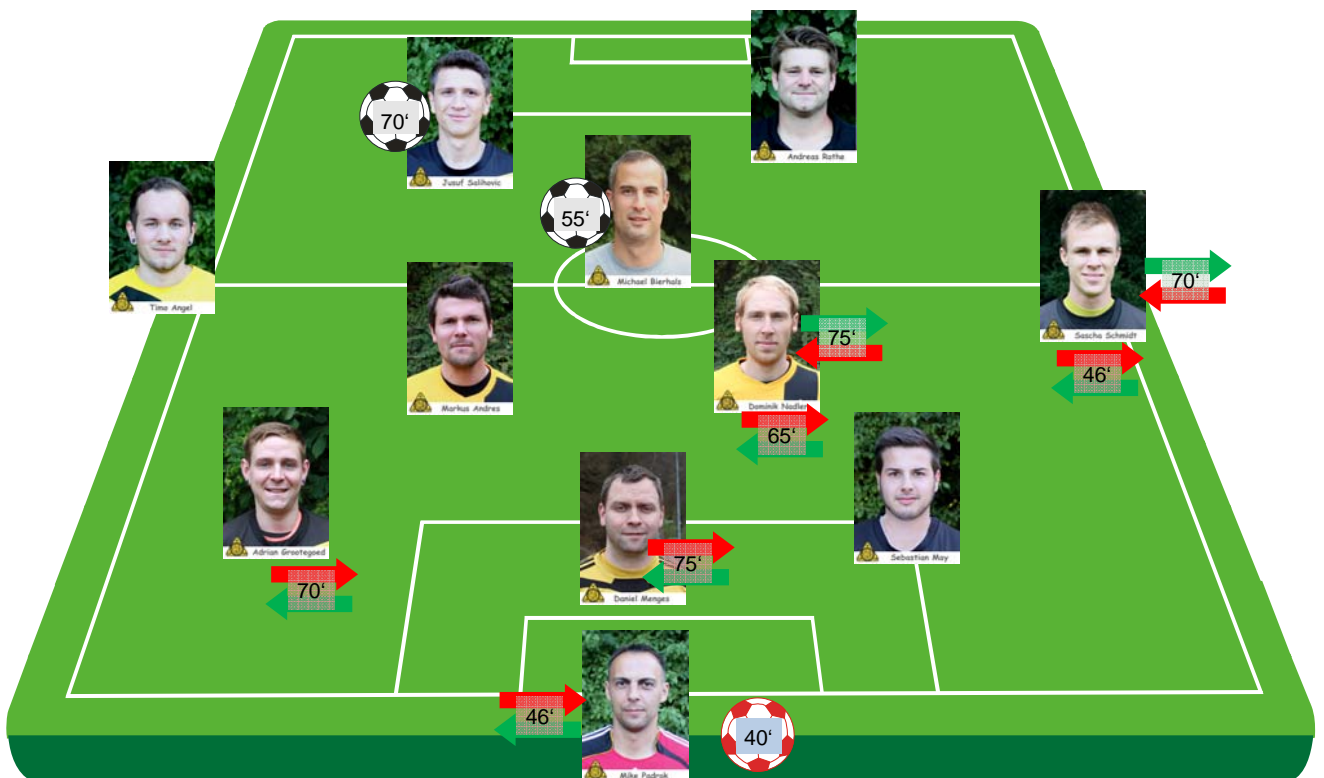 70‘
Jusuf Salihovic
Andreas Rothe
55‘
Michael Bierhals
Timo Angel
70‘
Sascha Schmidt
46‘
Markus Andres
75‘
Dominik Nadler
65‘
Adrian Grootegoed
70‘
75‘
Daniel Menges
Sebastian May
46‘
40‘
Mike Padrok